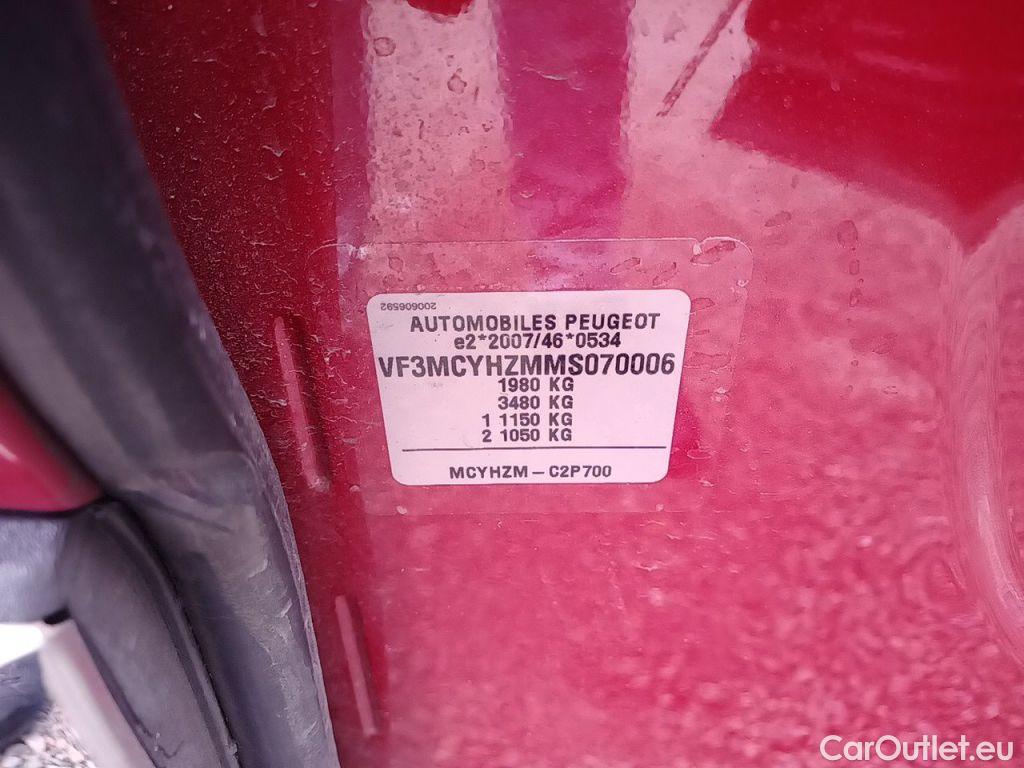 200606592
AUTOMOBILES PEUGEOT
e2*2007/46*0534
VF3MCYHZMMS070006
1980 KG
3480 KG
1 1150 KG
2 1050 KG
MCYHZM – C2P700
CarOutlet.eu